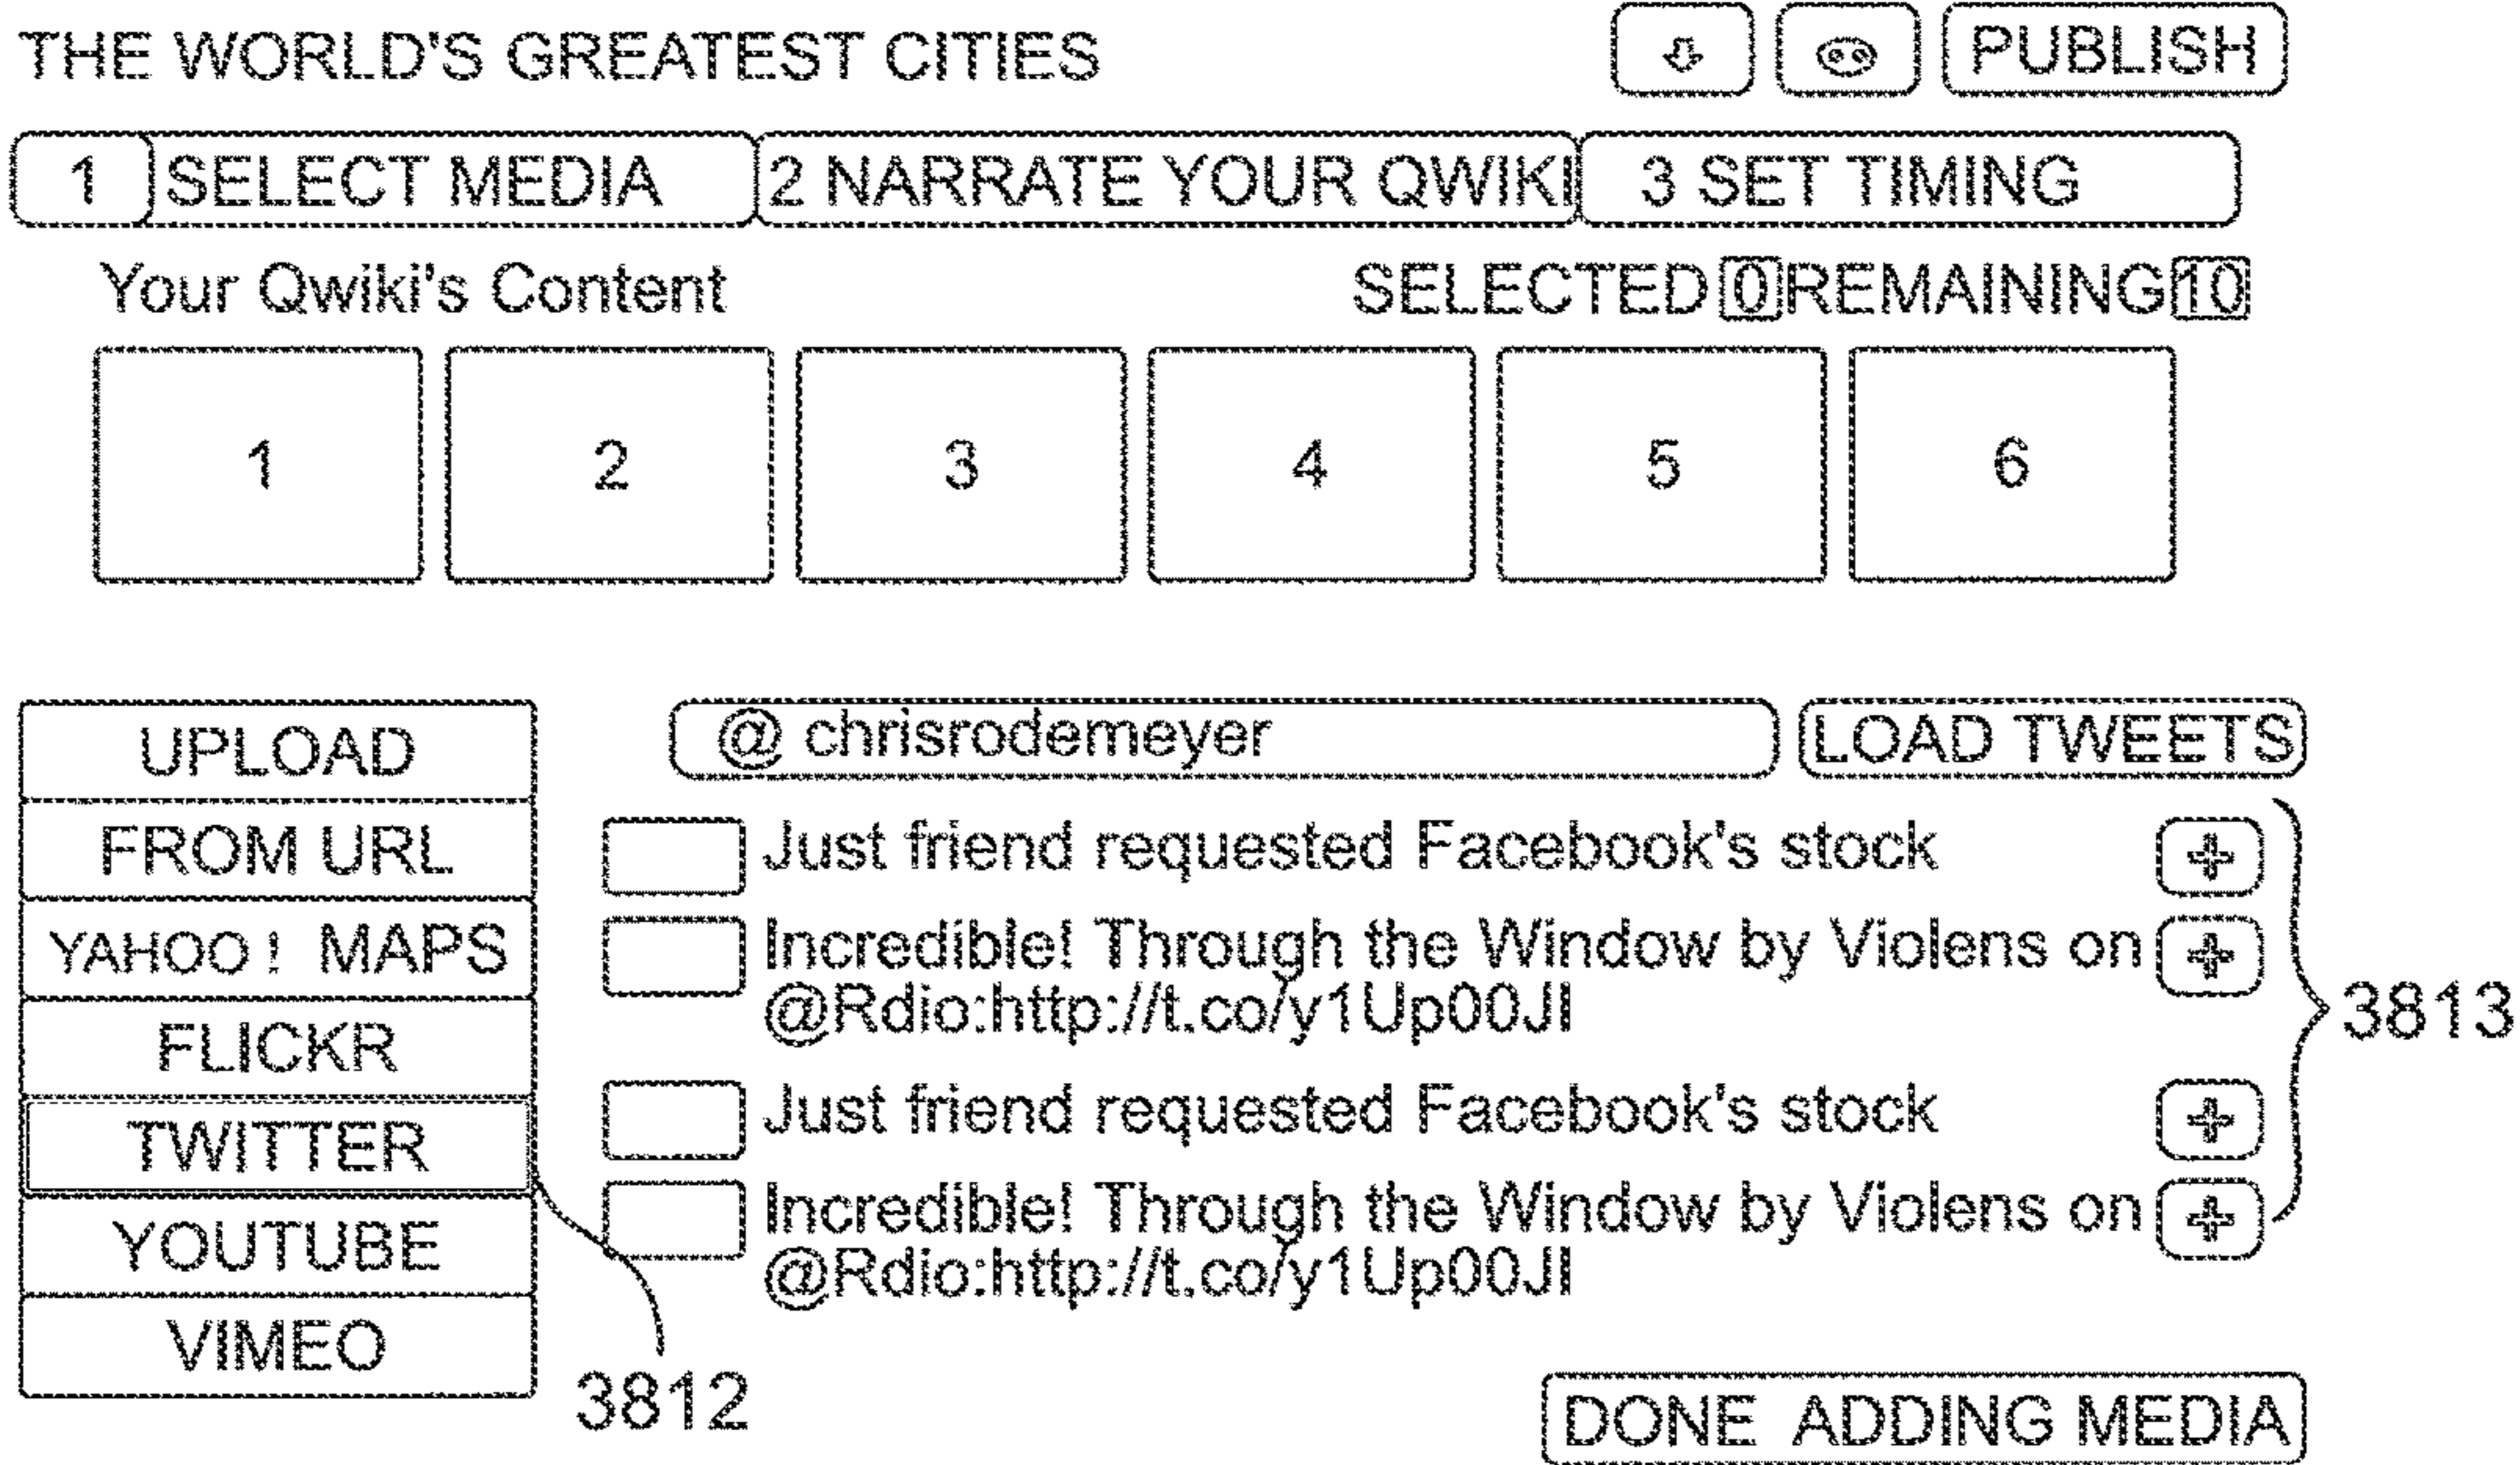 THE WORLD'S GREATEST CITIES PUBLISH
1 SELECT MEDIA 2 NARRATE YOUR QWIKI 3 SET TIMING
Your Qwiki's Content SELECTED 0 REMAINING 10
1 2 3 4 5 6
UPLOAD
FROM URL
YAHOO! MAPS
FLICKR
TWITTER
YOUTUBE
VIMEO
3812
@ chrisrodemeyer LOAD TWEETS
Just friend requested Facebook's stock +
Incredible! Through the Window by Violens on +
@Rdio:http://t.co/y1Up00JI
Just friend requested Facebook's stock +
Incredible! Through the Window by Violens on +
@Rdio:http://t.co/y1Up00JI
3813
DONE ADDING MEDIA